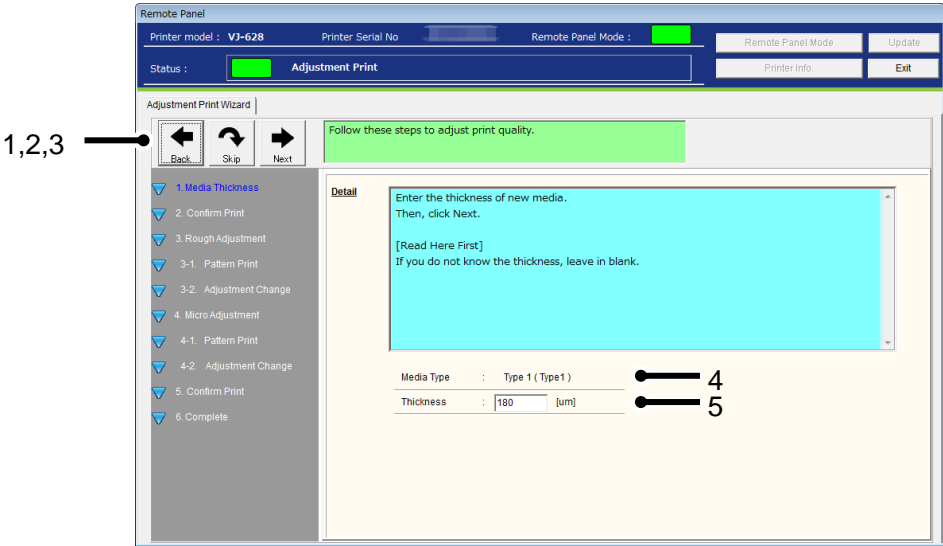 Remote Panel
Printer model : VJ-628 Printer Serial No Remote Panel Mode :
Remote Panel Mode Update
Status : Adjustment Print
Printer Info. Exit
Adjustment Print Wizard
1,2,3
Back Skip Next
Follow these steps to adjust print quality.
1.Media Thickness
2. Confirm Print
3. Rough Adjustment
3-1. Pattern Print
3-2. Adjustment Change
4. Micro Adjustment
4-1. Pattern Print
4-2. Adjustment Change
5. Confirm Print
6. Complete
Detail
Enter the thickness of new media.
Then, click Next.
[Read Here First]
If you do not know the thickness, leave in blank.
Media Type : Type 1 ( Type1 )
4
Thickness : 180 [um]
5